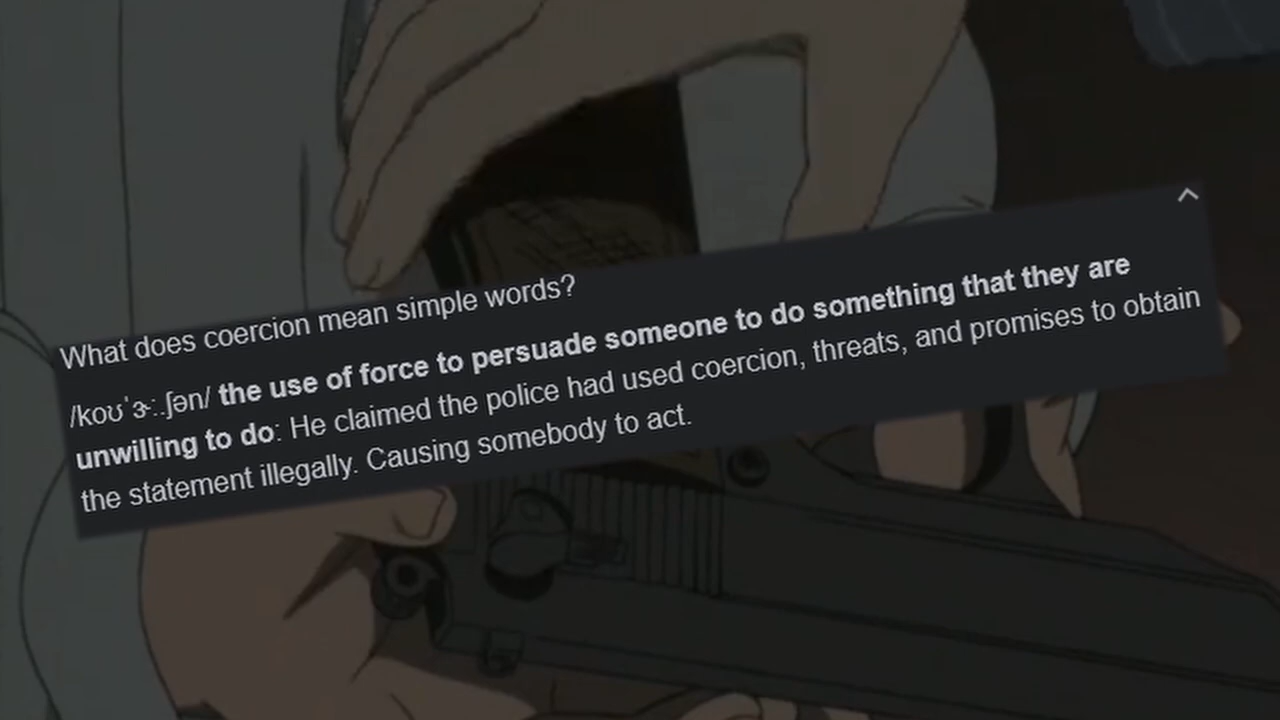 What does coercion mean simple words?
/koʊˈɝː.ʃən/ the use of force to persuade someone to do something that they are
unwilling to do: He claimed the police had used coercion, threats, and promises to obtain
the statement illegally. Causing somebody to act.